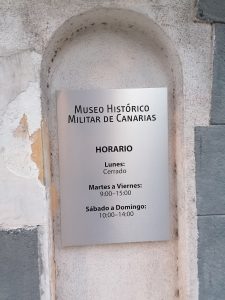 Museo Histórico
Militar de Canarias
HORARIO
Lunes:
Cerrado
Martes a Viernes:
9:00-15:00
Sábado a Domingo:
10:00-14:00